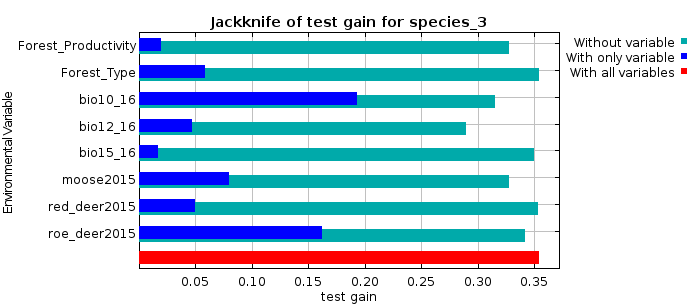 Jackknife of test gain for species_3
Forest_Productivity
Forest_Type
bio10_16
bio12_16
bio15_16
moose2015
red_deer2015
roe_deer2015
Environmental Variable
0.05 0.10 0.15 0.20 0.25 0.30 0.35
test gain
Without variable
With only variable
With all variables